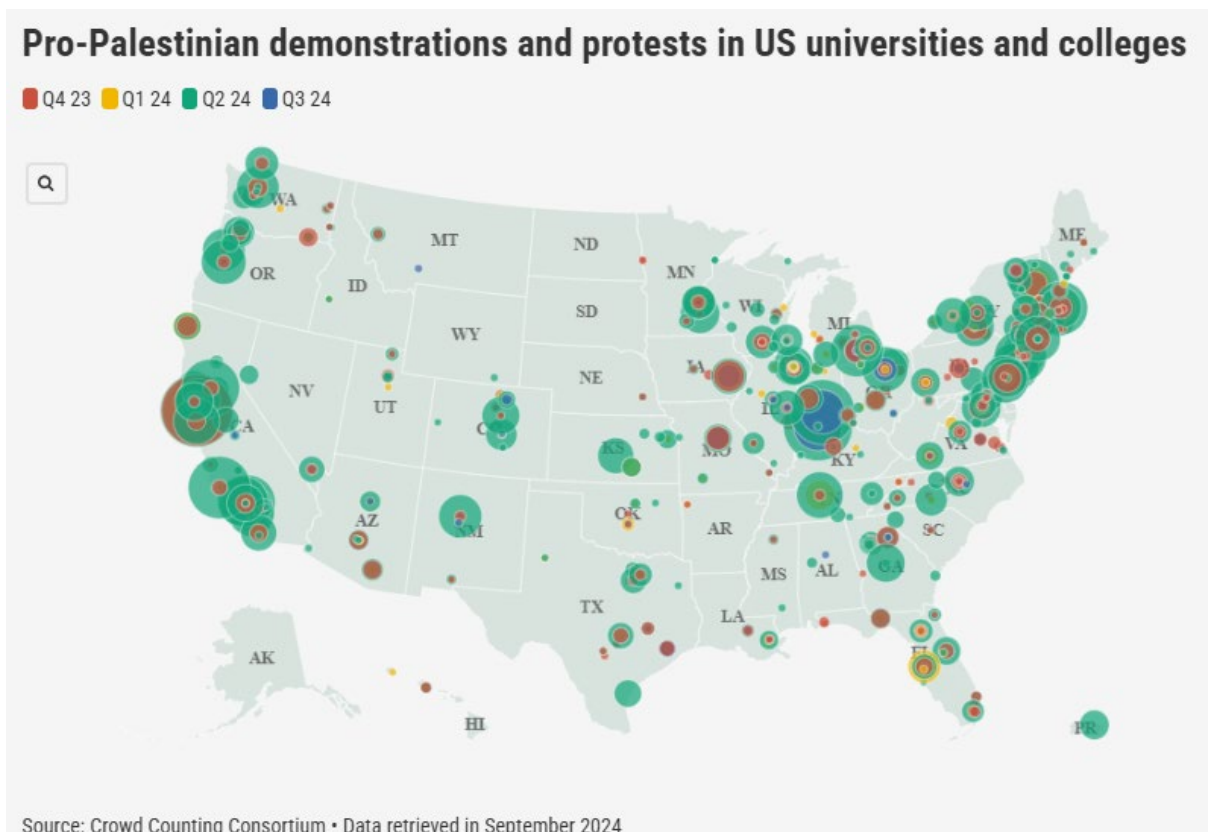 Pro-Palestinian demonstrations and protests in US universities and colleges
Q4 23 Q1 24 Q2 24 Q3 24
ME
WA
MT
ND
MN
OR
ID
WI
SD
MI
WY
IA
NE
NV
UT
IL
CA
KS
MO
KY
VA
OK
AZ
NM
AR
SC
MS
AL
GA
TX
LA
FL
AK
HI
PR
Source: Crowd Counting Consortium • Data retrieved in September 2024